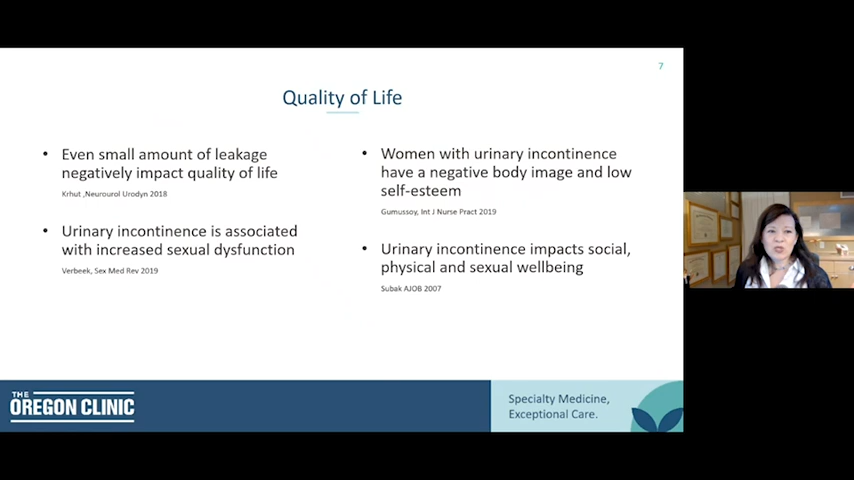 7
Quality of Life
• Even small amount of leakage
negatively impact quality of life
Krhut ,Neurourol Urodyn 2018
• Urinary incontinence is associated
with increased sexual dysfunction
Verbeek, Sex Med Rev 2019
• Women with urinary incontinence
have a negative body image and low
self-esteem
Gumussoy, Int J Nurse Pract 2019
• Urinary incontinence impacts social,
physical and sexual wellbeing
Subak AJOB 2007
THE
OREGON CLINIC
Specialty Medicine,
Exceptional Care.